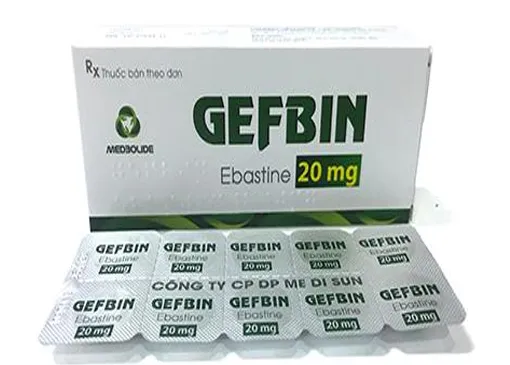 Rx Thuốc bán theo đơn
MEDBOLIDE
GEFBIN
Ebastine 20 mg
GEFBIN GEFBIN GEFBIN GEFBIN GEFBIN
Ebastine Ebastine Ebastine Ebastine Ebastine
20 mg 20 mg 20 mg 20 mg 20 mg
CÔNG TY CP DP ME DI SUN
GEFBIN GEFBIN GEFBIN GEFBIN GEFBIN
Ebastine Ebastine Ebastine Ebastine Ebastine
20 mg 20 mg 20 mg 20 mg 20 mg